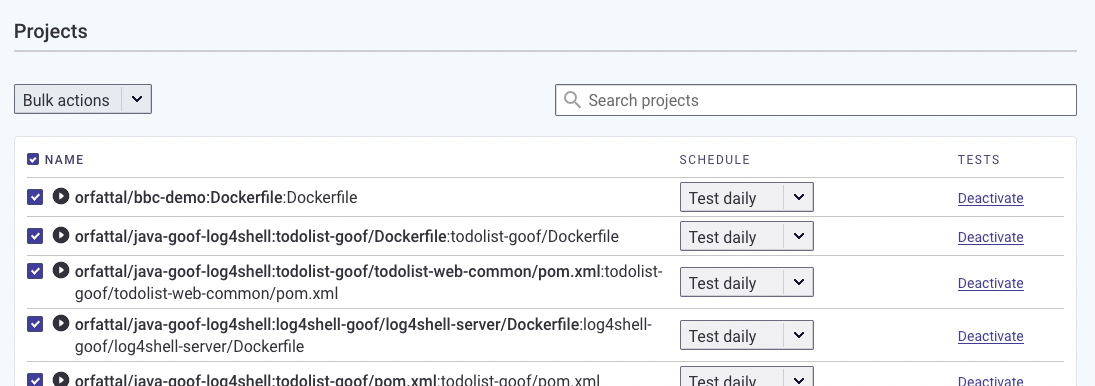 Projects
Bulk actions
Search projects
NAME SCHEDULE TESTS
orfattal/bbc-demo:Dockerfile:Dockerfile Test daily Deactivate
orfattal/java-goof-log4shell:todolist-goof/Dockerfile:todolist-goof/Dockerfile Test daily Deactivate
orfattal/java-goof-log4shell:todolist-goof/todolist-web-common/pom.xml:todolist-
goof/todolist-web-common/pom.xml Test daily Deactivate
orfattal/java-goof-log4shell:log4shell-goof/log4shell-server/Dockerfile:log4shell-
goof/log4shell-server/Dockerfile Test daily Deactivate
orfattal/java-goof-log4shell:todolist-goof/pom.xml:todolist-goof/pom.xml Test daily Deactivate